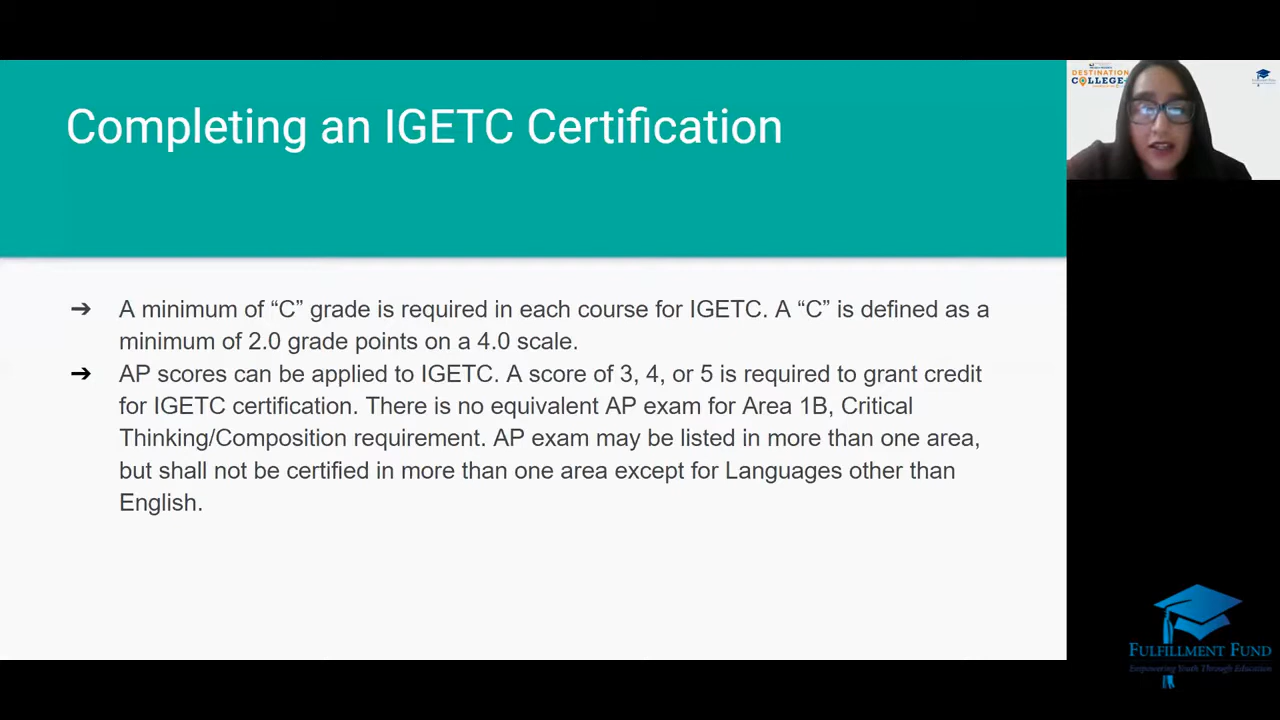 Completing an IGETC Certification
DESTINATION
COLLEGE
➔ A minimum of “C” grade is required in each course for IGETC. A “C” is defined as a
minimum of 2.0 grade points on a 4.0 scale.
➔ AP scores can be applied to IGETC. A score of 3, 4, or 5 is required to grant credit
for IGETC certification. There is no equivalent AP exam for Area 1B, Critical
Thinking/Composition requirement. AP exam may be listed in more than one area,
but shall not be certified in more than one area except for Languages other than
English.
FULFILLMENT FUND
Empowering Youth Through Education